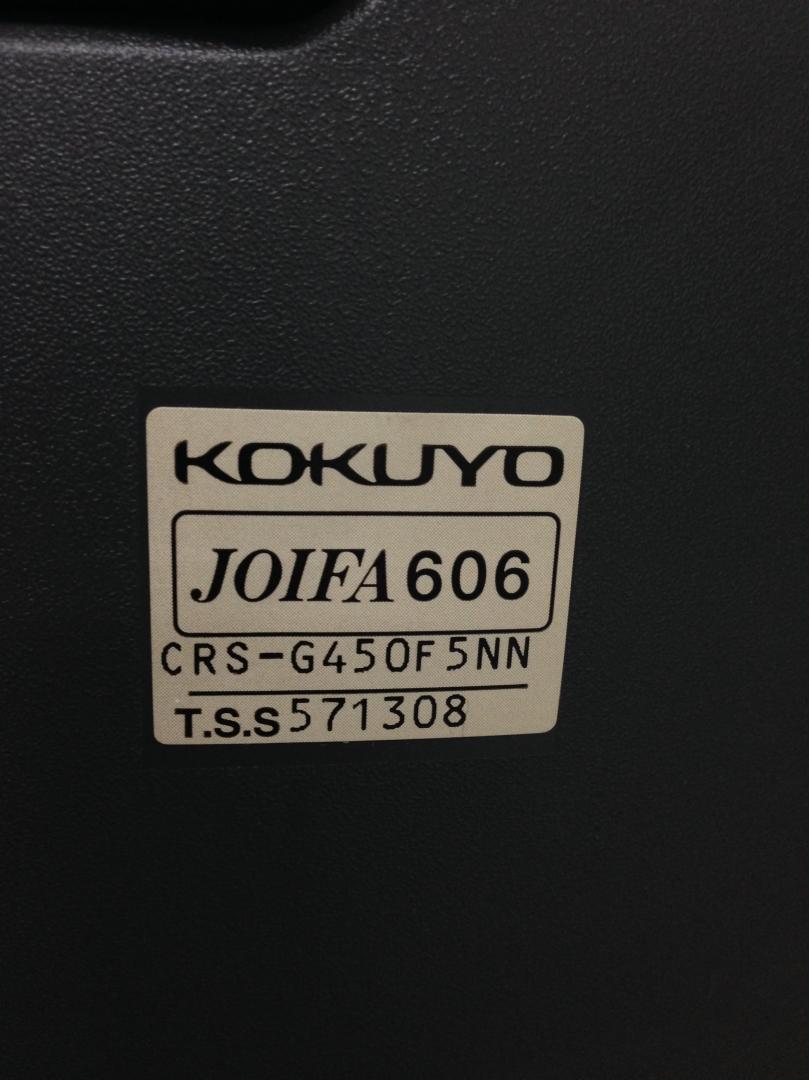 KOKUYO
JOIFA 606
CRS-G450F5NN
T.S.S 571308